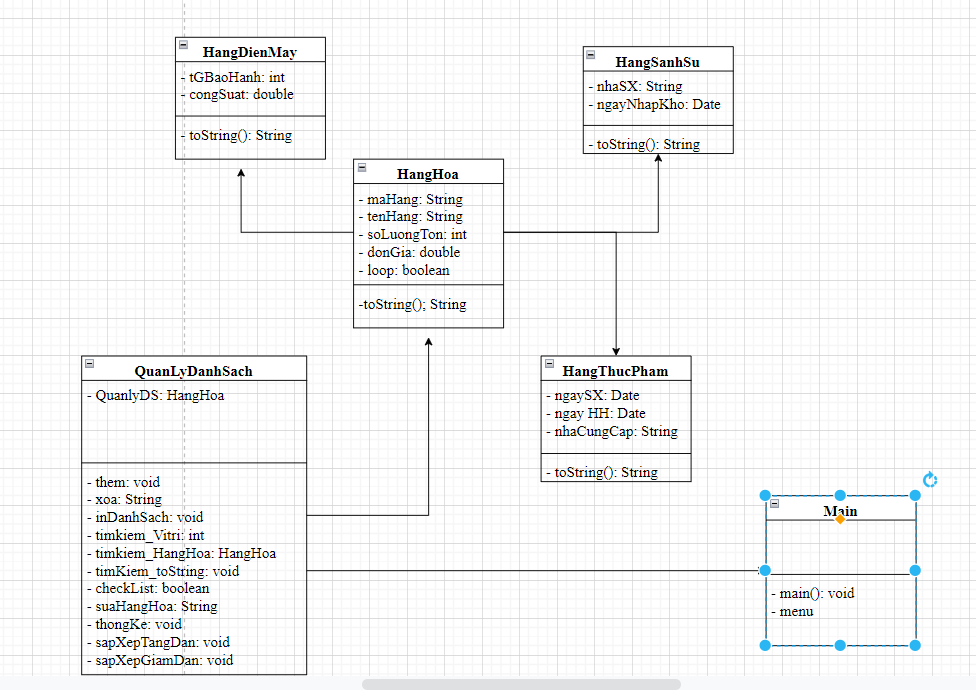 HangDienMay
- tGBaoHanh: int
- congSuat: double
- toString(): String
HangSanhSu
- nhaSX: String
- ngayNhapKho: Date
- toString(): String
HangHoa
- maHang: String
- tenHang: String
- soLuongTon: int
- donGia: double
- loop: boolean
-toString(); String
QuanLyDanhSach
- QuanlyDS: HangHoa
- them: void
- xoa: String
- inDanhSach: void
- timkiem_Vitri: int
- timkiem_HangHoa: HangHoa
- timKiem_toString: void
- checkList: boolean
- suaHangHoa: String
- thongKe: void
- sapXepTangDan: void
- sapXepGiamDan: void
HangThucPham
- ngaySX: Date
- ngay HH: Date
- nhaCungCap: String
- toString(): String
Main
- main(): void
- menu